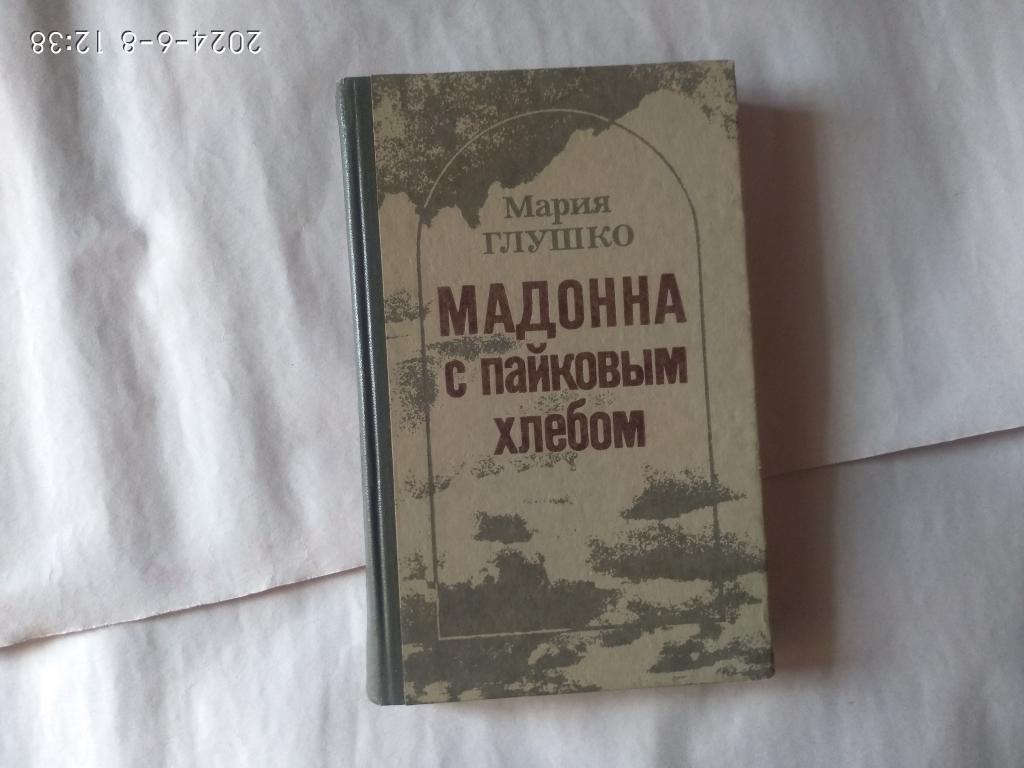 2024-6-8 12:38
Мария
ГЛУШКО
МАДОННА
с пайковым
хлебом